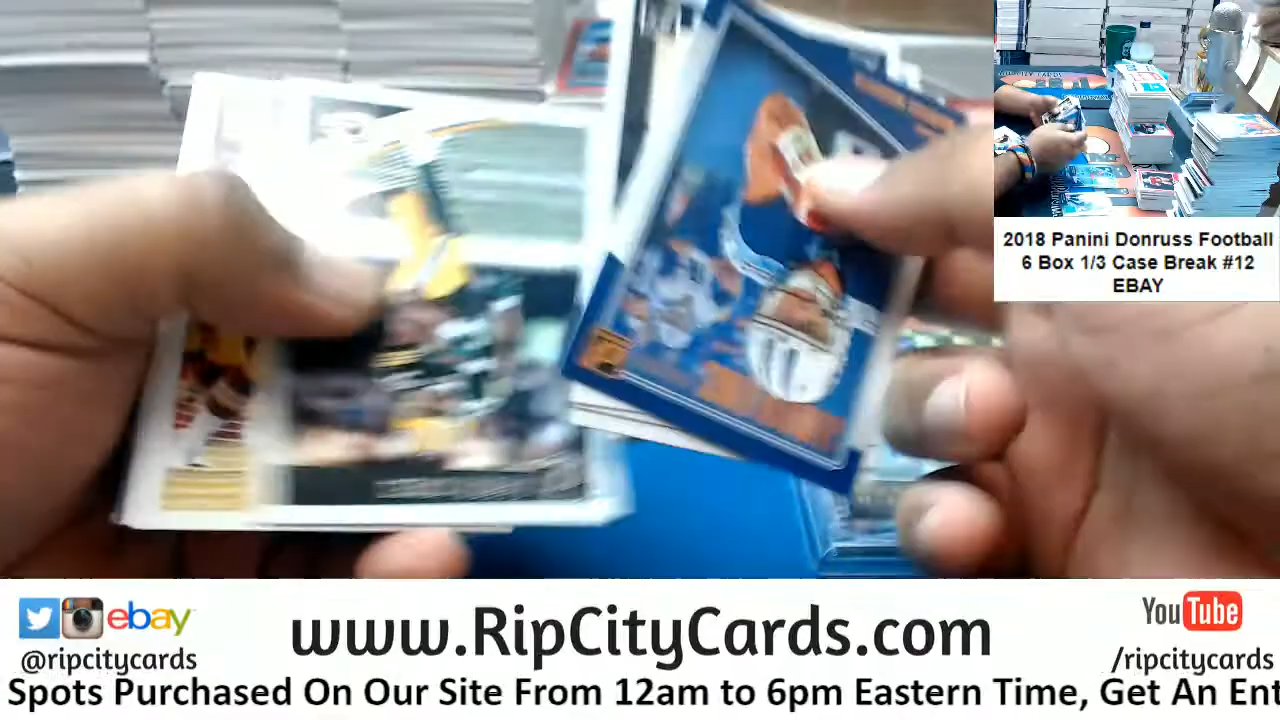 2018 Panini Donruss Football
6 Box 1/3 Case Break #12
EBAY
ebay
@ripcitycards
www.RipCityCards.com
YouTube
/ripcitycards
Spots Purchased On Our Site From 12am to 6pm Eastern Time, Get An Ent